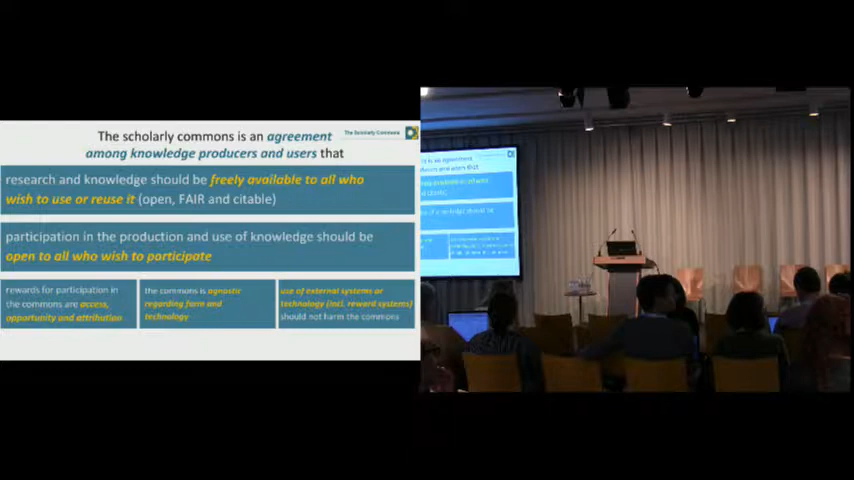 The scholarly commons is an agreement
The Scholarly Commons
among knowledge producers and users that
research and knowledge should be freely available to all who
wish to use or reuse it (open, FAIR and citable)
participation in the production and use of knowledge should be
open to all who wish to participate
rewards for participation in
the commons are access,
opportunity and attribution
the commons is agnostic
regarding form and
technology
use of external systems or
technology (incl. reward systems)
should not harm the commons